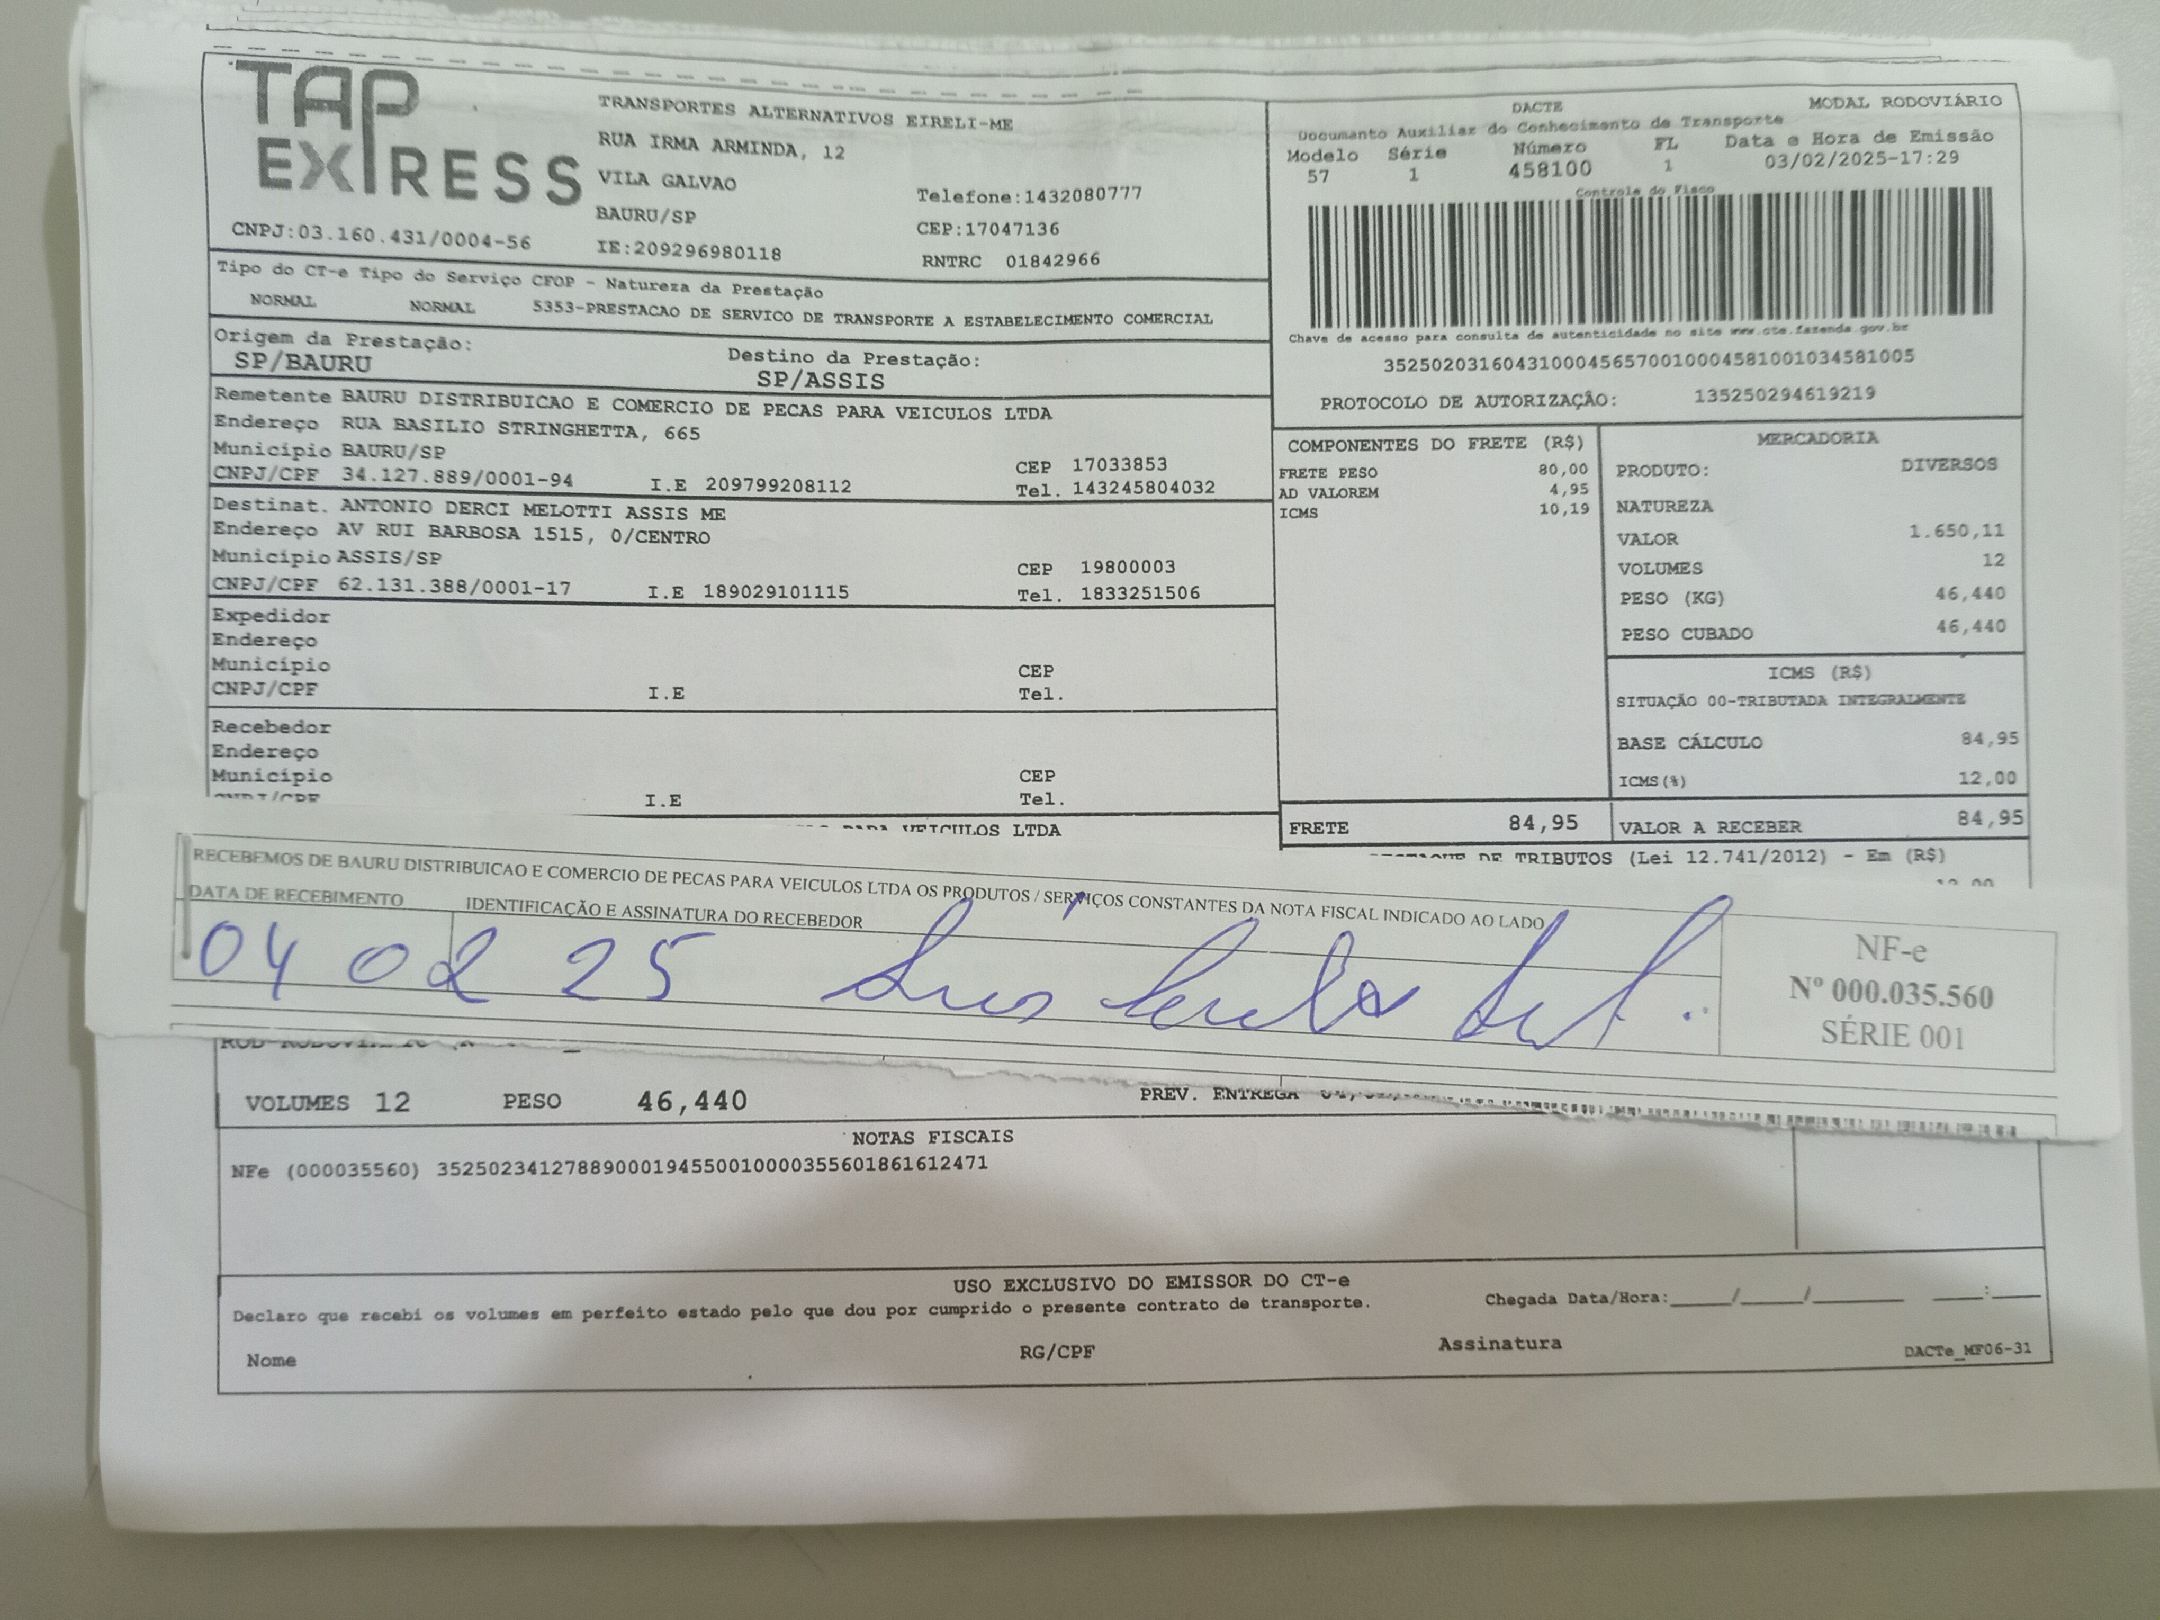 TAP EXPRESS
CNPJ:03.160.431/0004-56
TRANSPORTES ALTERNATIVOS EIRELI-ME
RUA IRMA ARMINDA, 12
VILA GALVAO
Telefone:1432080777
BAURU/SP
CEP:17047136
IE:209296980118
RNTRC 01842966
DACTE
MODAL RODOVIÁRIO
Documento Auxiliar do Conhecimento de Transporte
Modelo Série Número FL Data e Hora de Emissão
57 1 458100 1 03/02/2025-17:29
Controle do Fisco
Chave de acesso para consulta de autenticidade no site www.cte.fazenda.gov.br
35250203160431000456570010004581001034581005
PROTOCOLO DE AUTORIZAÇÃO: 135250294619219
Tipo do CT-e Tipo do Serviço CFOP - Natureza da Prestação
NORMAL NORMAL 5353-PRESTACAO DE SERVICO DE TRANSPORTE A ESTABELECIMENTO COMERCIAL
Origem da Prestação: Destino da Prestação:
SP/BAURU SP/ASSIS
Remetente BAURU DISTRIBUICAO E COMERCIO DE PECAS PARA VEICULOS LTDA
Endereço RUA BASILIO STRINGHETTA, 665
Município BAURU/SP CEP 17033853
CNPJ/CPF 34.127.889/0001-94 I.E 209799208112 Tel. 143245804032
Destinat. ANTONIO DERCI MELOTTI ASSIS ME
Endereço AV RUI BARBOSA 1515, 0/CENTRO
Município ASSIS/SP CEP 19800003
CNPJ/CPF 62.131.388/0001-17 I.E 189029101115 Tel. 1833251506
Expedidor
Endereço
Município CEP
CNPJ/CPF I.E Tel.
Recebedor
Endereço
Município CEP
CNPJ/CPF I.E Tel.
PARA VEICULOS LTDA
COMPONENTES DO FRETE (R$)
FRETE PESO 80,00
AD VALOREM 4,95
ICMS 10,19
FRETE 84,95
MERCADORIA
PRODUTO: DIVERSOS
NATUREZA
VALOR 1.650,11
VOLUMES 12
PESO (KG) 46,440
PESO CUBADO 46,440
ICMS (R$)
SITUAÇÃO 00-TRIBUTADA INTEGRALMENTE
BASE CÁLCULO 84,95
ICMS(%) 12,00
VALOR A RECEBER 84,95
DE TRIBUTOS (Lei 12.741/2012) - Em (R$)
RECEBEMOS DE BAURU DISTRIBUICAO E COMERCIO DE PECAS PARA VEICULOS LTDA OS PRODUTOS / SERVIÇOS CONSTANTES DA NOTA FISCAL INDICADO AO LADO
DATA DE RECEBIMENTO IDENTIFICAÇÃO E ASSINATURA DO RECEBEDOR
04 02 25
NF-e
Nº 000.035.560
SÉRIE 001
VOLUMES 12 PESO 46,440 PREV. ENTREGA
NOTAS FISCAIS
NFe (000035560) 35250234127889000194550010000355601861612471
USO EXCLUSIVO DO EMISSOR DO CT-e
Declaro que recebi os volumes em perfeito estado pelo que dou por cumprido o presente contrato de transporte. Chegada Data/Hora:____/____/________ ____:____
Nome RG/CPF Assinatura
DACTe_MF06-31